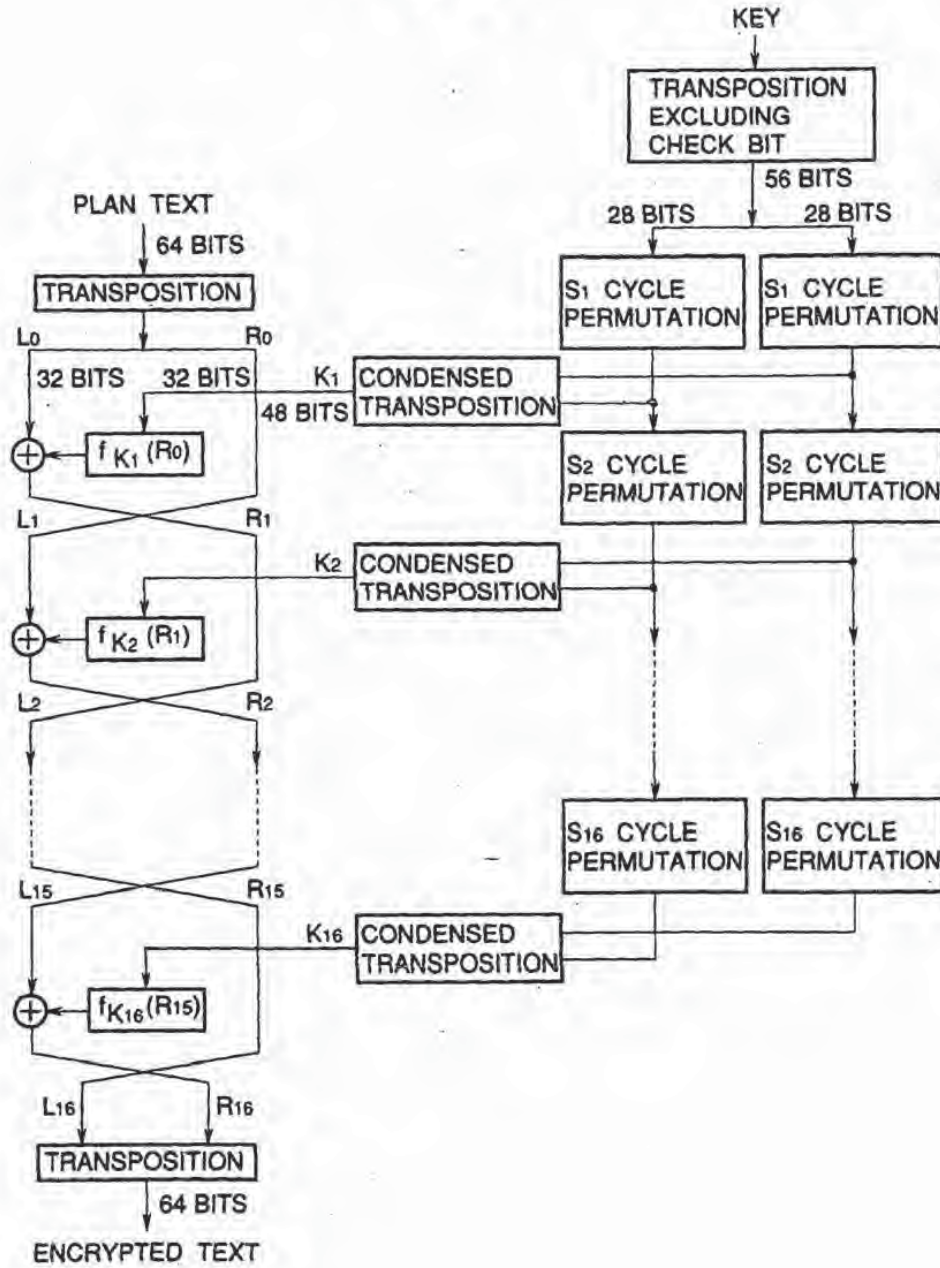 KEY
TRANSPOSITION
EXCLUDING
CHECK BIT
56 BITS
28 BITS 28 BITS
PLAN TEXT
64 BITS
TRANSPOSITION
S1 CYCLE
PERMUTATION
S1 CYCLE
PERMUTATION
L0 R0
32 BITS 32 BITS
K1
48 BITS
CONDENSED
TRANSPOSITION
fK1(R0)
S2 CYCLE
PERMUTATION
S2 CYCLE
PERMUTATION
L1 R1
K2
CONDENSED
TRANSPOSITION
fK2(R1)
L2 R2
S16 CYCLE
PERMUTATION
S16 CYCLE
PERMUTATION
L15 R15
K16
CONDENSED
TRANSPOSITION
fK16(R15)
L16 R16
TRANSPOSITION
64 BITS
ENCRYPTED TEXT